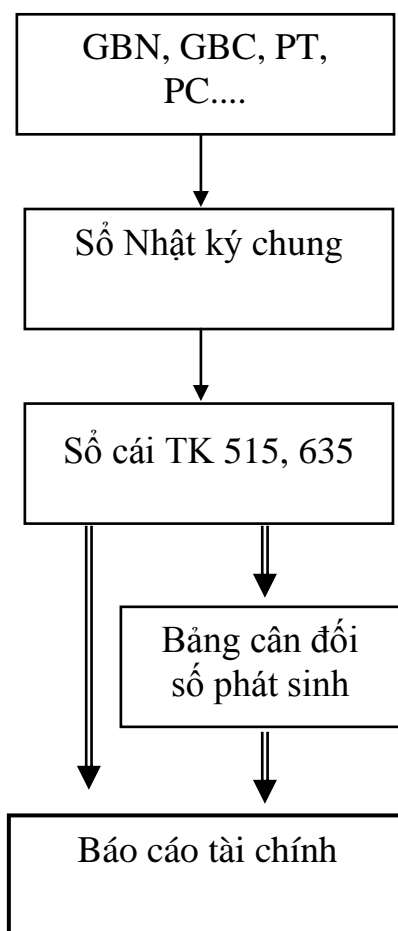 GBN, GBC, PT,
PC....
Sổ Nhật ký chung
Sổ cái TK 515, 635
Bảng cân đối
số phát sinh
Báo cáo tài chính